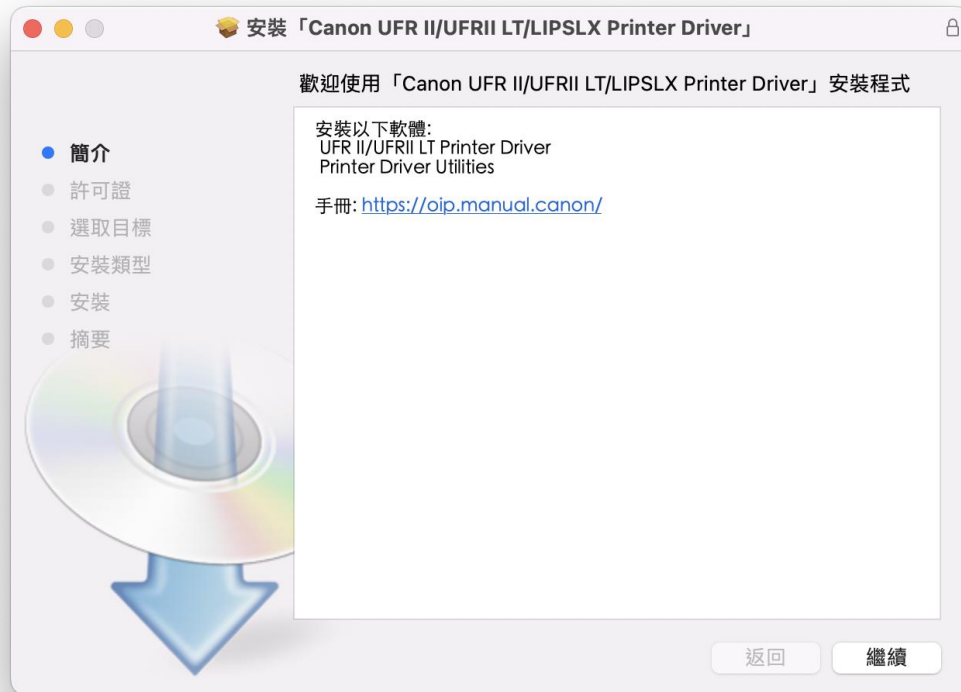 安裝「Canon UFR II/UFRII LT/LIPSLX Printer Driver」
歡迎使用「Canon UFR II/UFRII LT/LIPSLX Printer Driver」安裝程式
簡介
許可證
選取目標
安裝類型
安裝
摘要
安裝以下軟體:
UFR II/UFRII LT Printer Driver
Printer Driver Utilities
手冊: https://oip.manual.canon/
返回
繼續